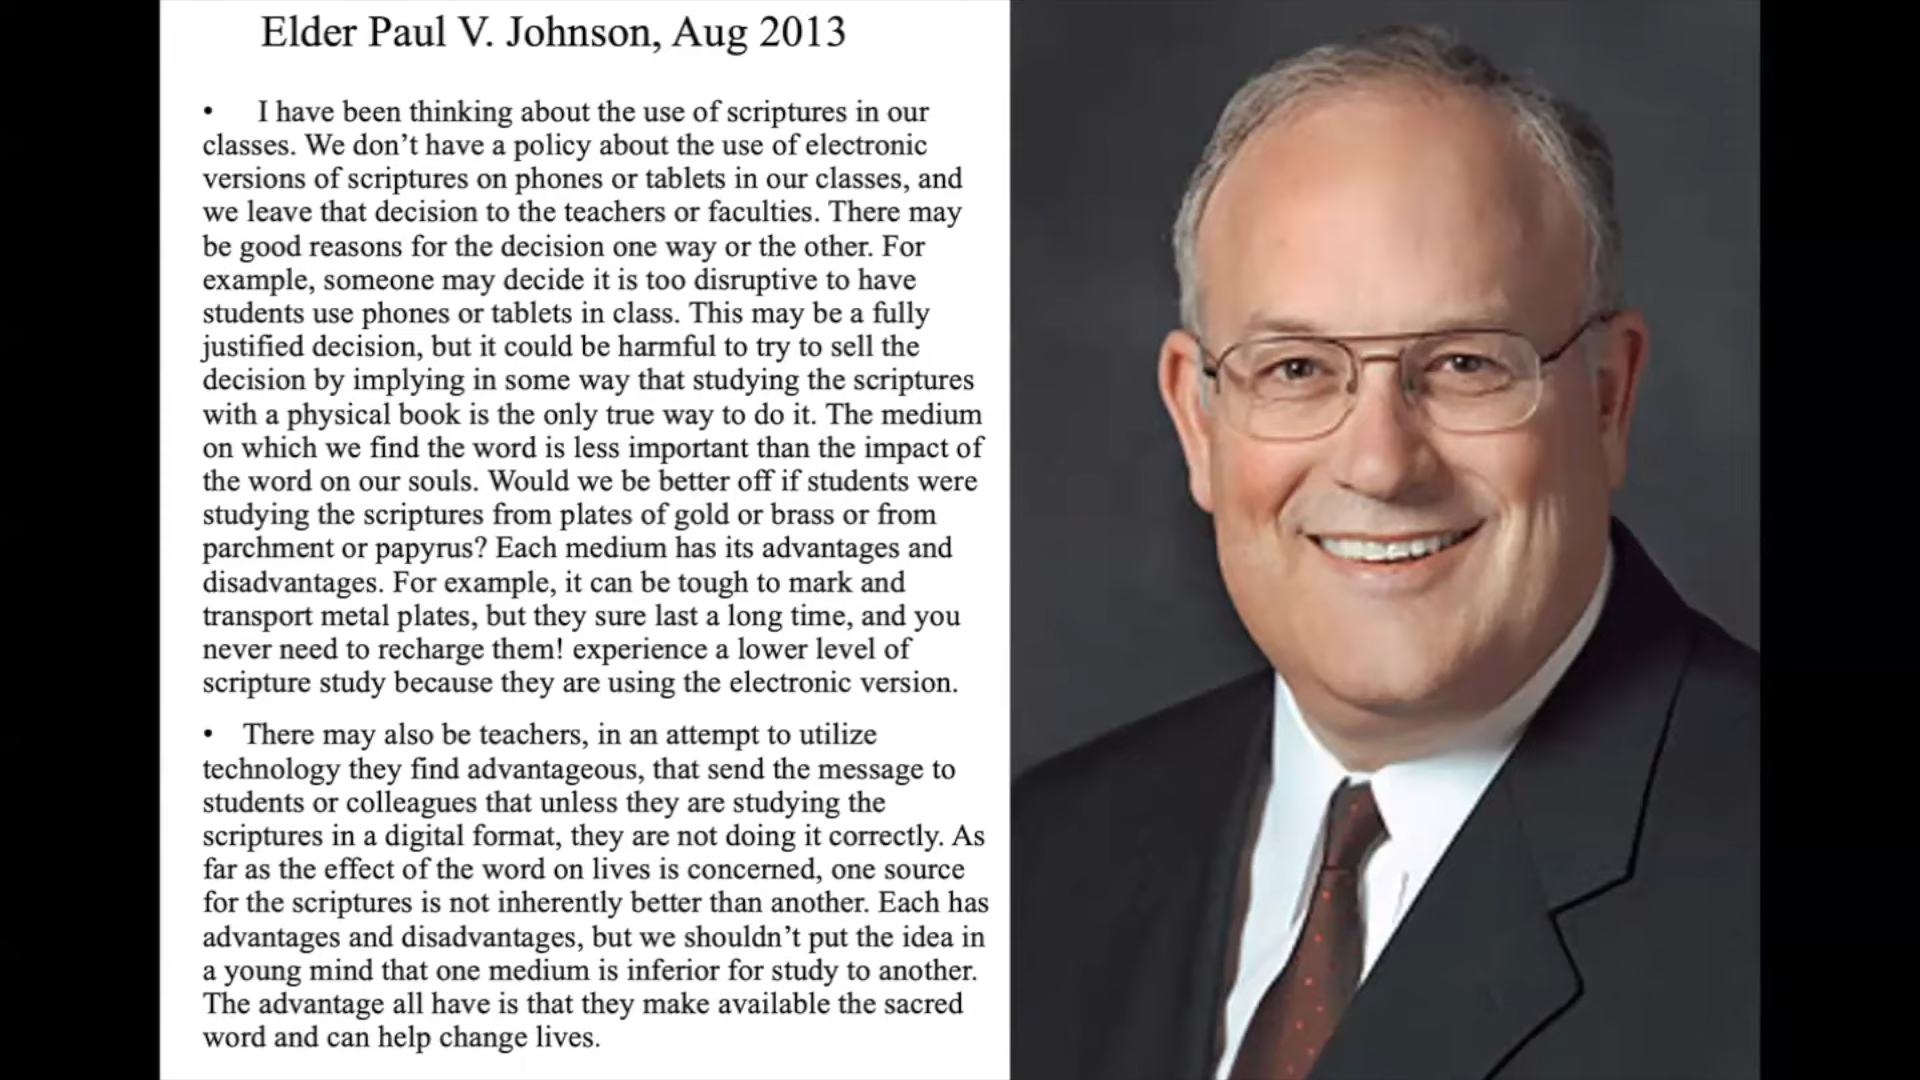 Elder Paul V. Johnson, Aug 2013
• I have been thinking about the use of scriptures in our
classes. We don’t have a policy about the use of electronic
versions of scriptures on phones or tablets in our classes, and
we leave that decision to the teachers or faculties. There may
be good reasons for the decision one way or the other. For
example, someone may decide it is too disruptive to have
students use phones or tablets in class. This may be a fully
justified decision, but it could be harmful to try to sell the
decision by implying in some way that studying the scriptures
with a physical book is the only true way to do it. The medium
on which we find the word is less important than the impact of
the word on our souls. Would we be better off if students were
studying the scriptures from plates of gold or brass or from
parchment or papyrus? Each medium has its advantages and
disadvantages. For example, it can be tough to mark and
transport metal plates, but they sure last a long time, and you
never need to recharge them! experience a lower level of
scripture study because they are using the electronic version.
• There may also be teachers, in an attempt to utilize
technology they find advantageous, that send the message to
students or colleagues that unless they are studying the
scriptures in a digital format, they are not doing it correctly. As
far as the effect of the word on lives is concerned, one source
for the scriptures is not inherently better than another. Each has
advantages and disadvantages, but we shouldn’t put the idea in
a young mind that one medium is inferior for study to another.
The advantage all have is that they make available the sacred
word and can help change lives.